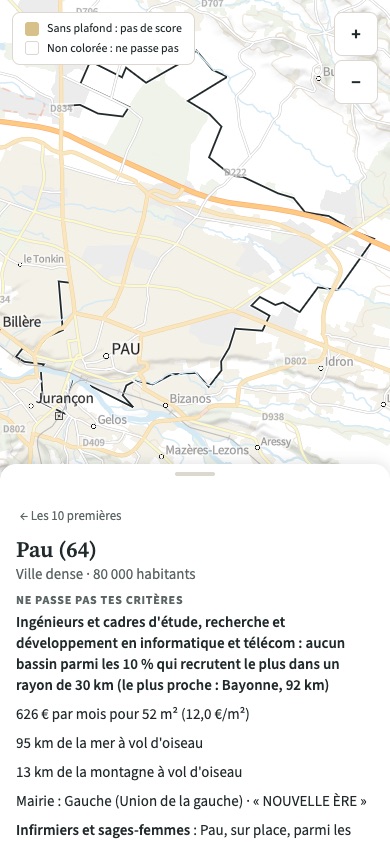 D706
D707
Sans plafond : pas de score
Non colorée : ne passe pas
+
−
Bu
D834
D222
le Tonkin
34
Billère
PAU
D802
Idron
Jurançon
Bizanos
Gelos
D938
D802
D409
Aressy
Mazères-Lezons
← Les 10 premières
Pau (64)
Ville dense · 80 000 habitants
NE PASSE PAS TES CRITÈRES
Ingénieurs et cadres d'étude, recherche et
développement en informatique et télécom : aucun
bassin parmi les 10 % qui recrutent le plus dans un
rayon de 30 km (le plus proche : Bayonne, 92 km)
626 € par mois pour 52 m² (12,0 €/m²)
95 km de la mer à vol d'oiseau
13 km de la montagne à vol d'oiseau
Mairie : Gauche (Union de la gauche) · « NOUVELLE ÈRE »
Infirmiers et sages-femmes : Pau, sur place, parmi les